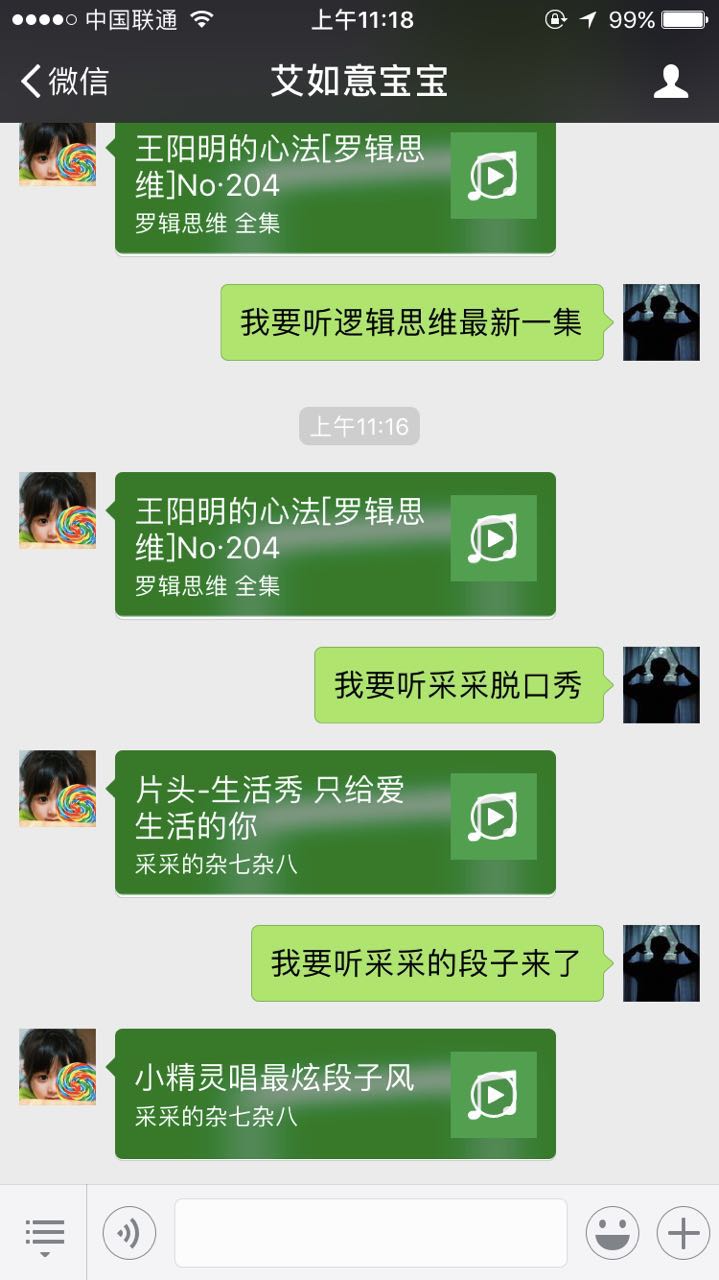 中国联通 上午11:18 99%
微信 艾如意宝宝
王阳明的心法[罗辑思
维]No·204
罗辑思维 全集
我要听逻辑思维最新一集
上午11:16
王阳明的心法[罗辑思
维]No·204
罗辑思维 全集
我要听采采脱口秀
片头-生活秀 只给爱
生活的你
采采的杂七杂八
我要听采采的段子来了
小精灵唱最炫段子风
采采的杂七杂八